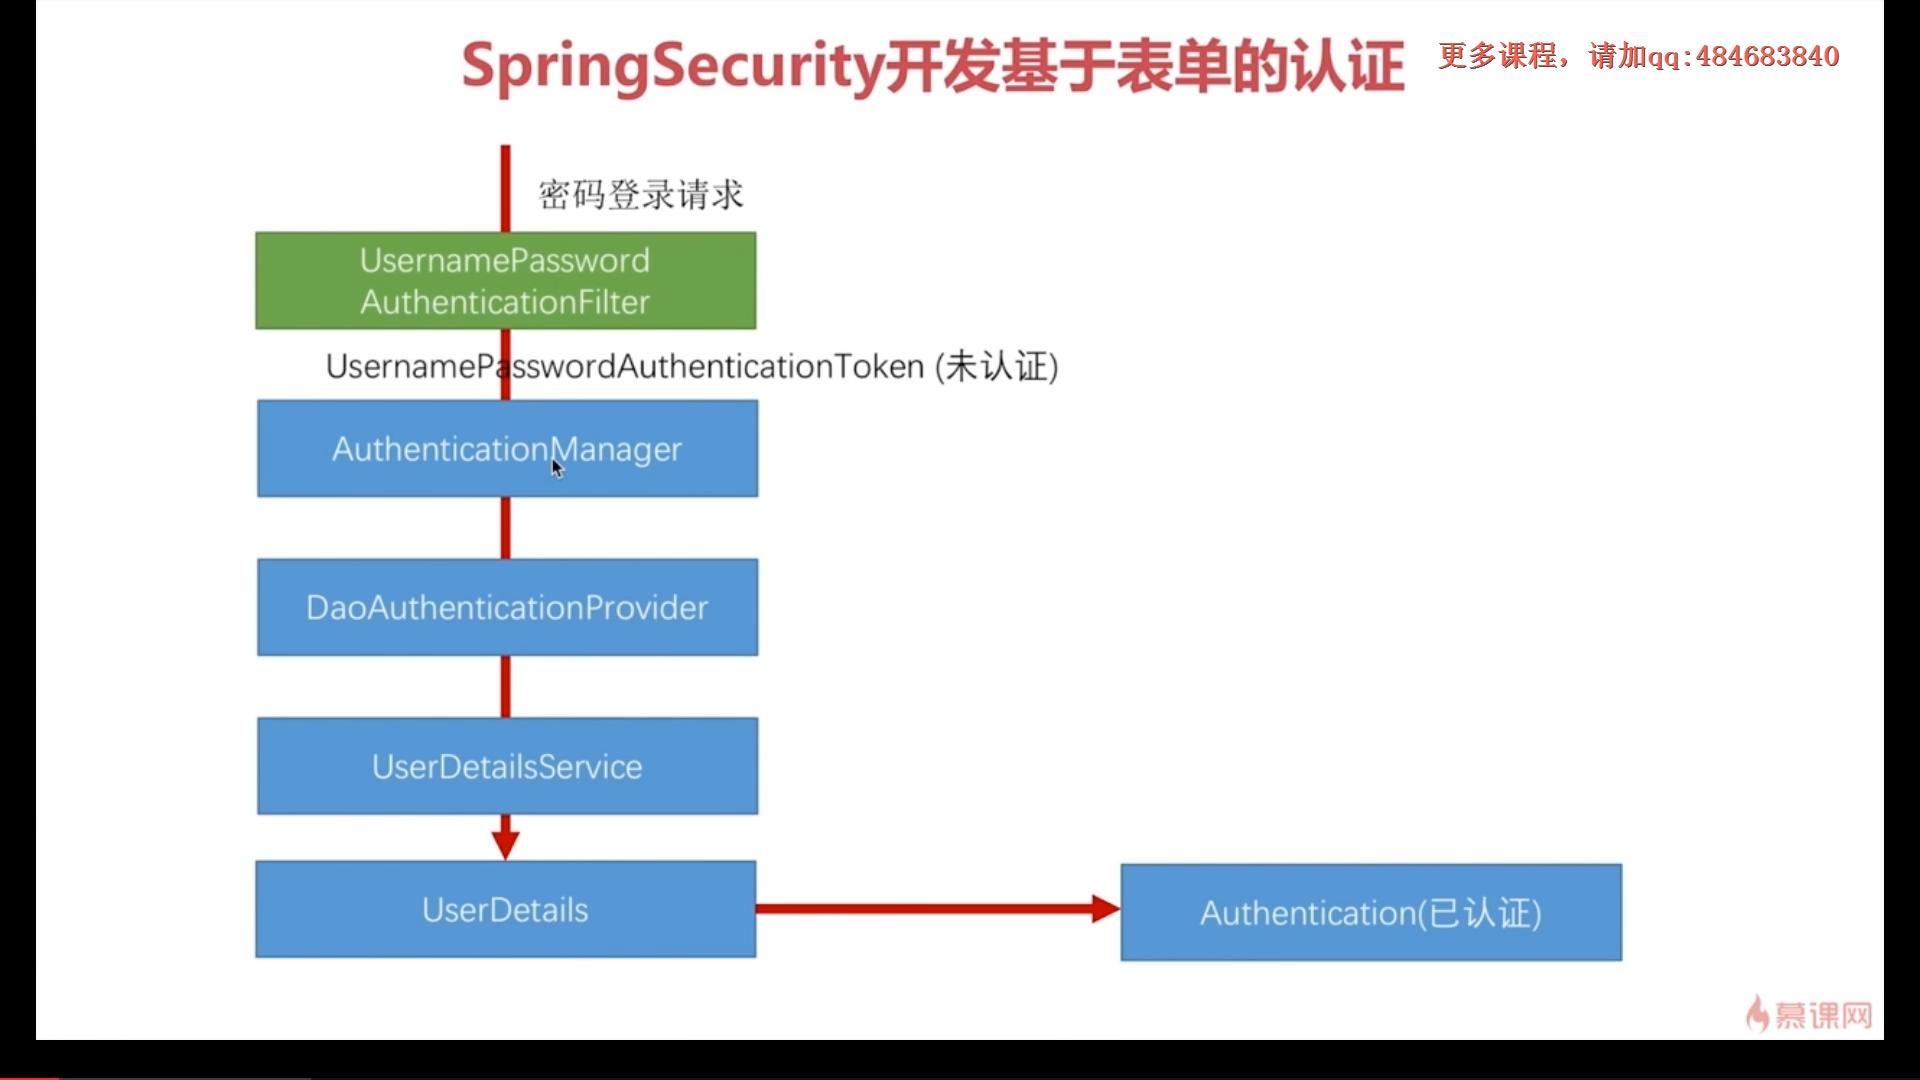 SpringSecurity开发基于表单的认证
更多课程，请加qq:484683840
密码登录请求
UsernamePassword
AuthenticationFilter
UsernamePasswordAuthenticationToken (未认证)
AuthenticationManager
DaoAuthenticationProvider
UserDetailsService
UserDetails
Authentication(已认证)
慕课网